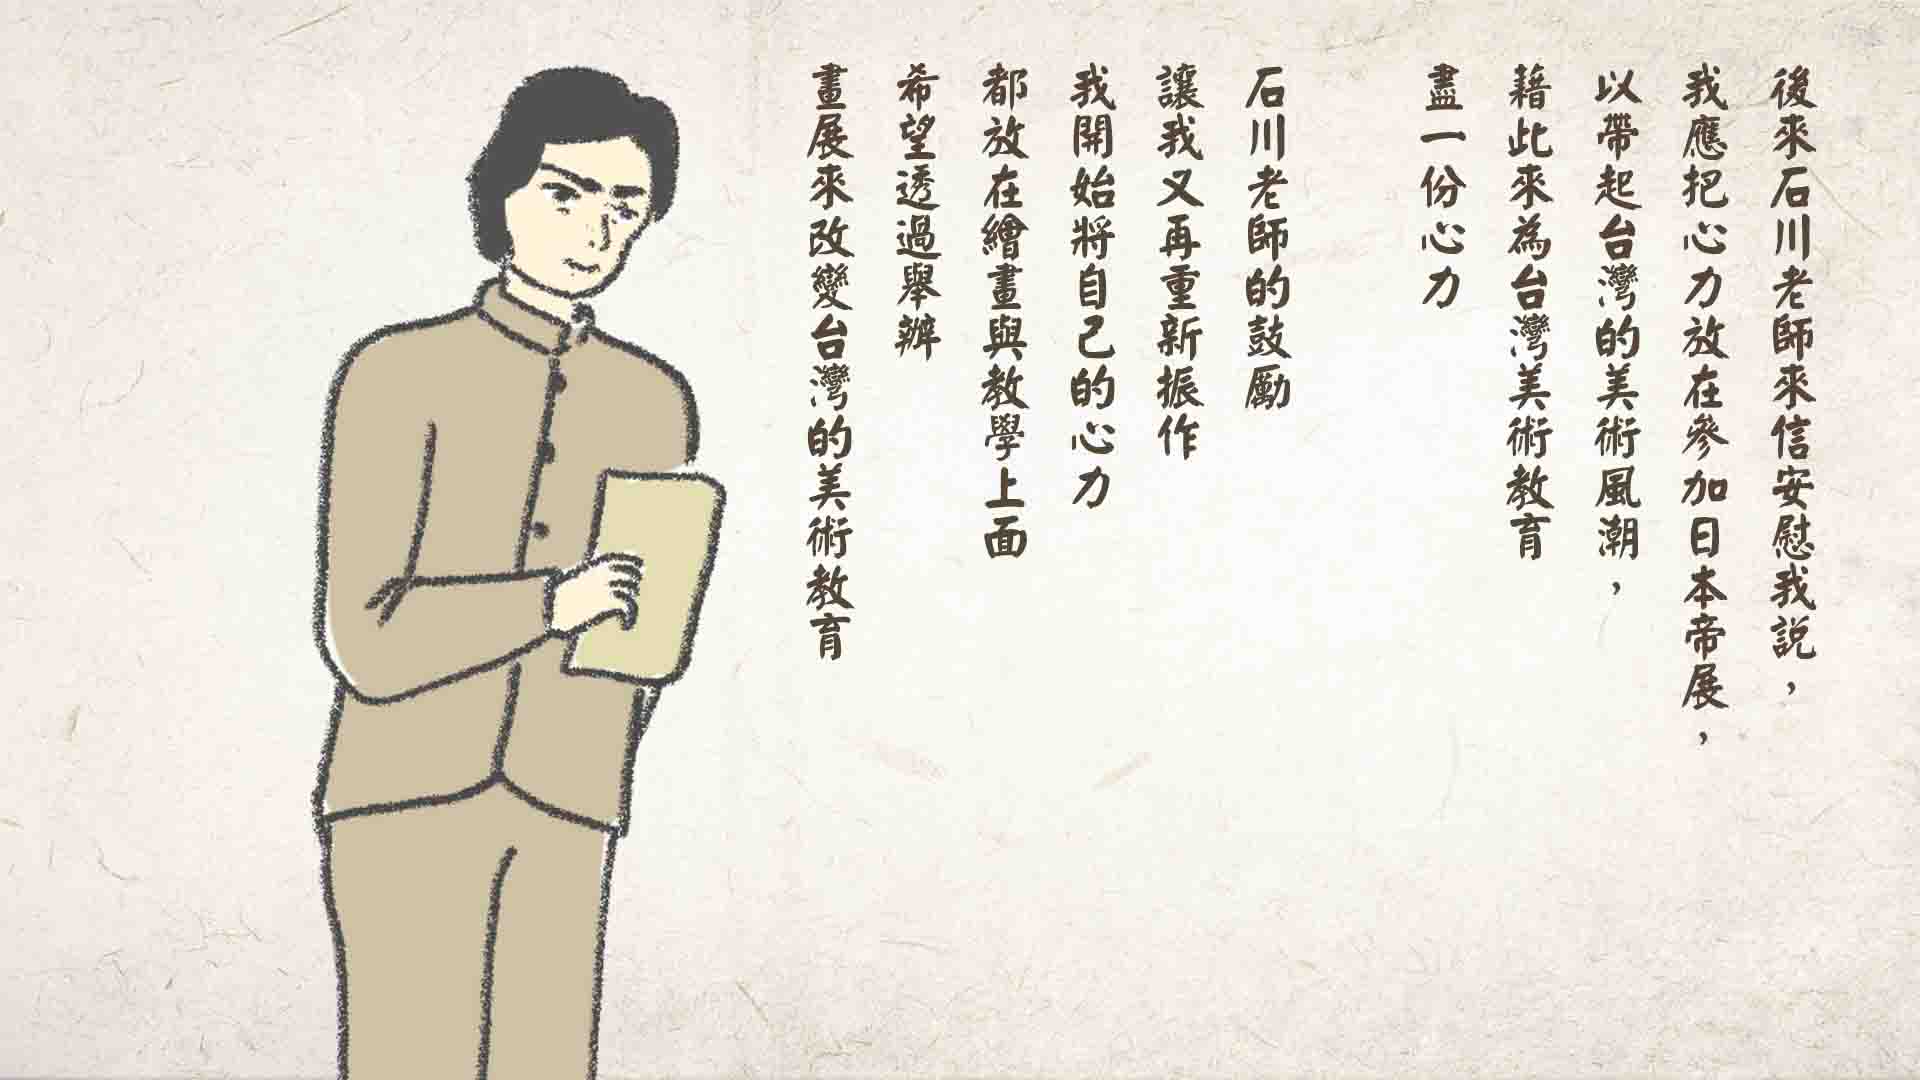 後來石川老師來信安慰我說，
我應把心力放在參加日本帝展，
以帶起台灣的美術風潮，
藉此來為台灣美術教育
盡一份心力
石川老師的鼓勵
讓我又再重新振作
我開始將自己的心力
都放在繪畫與教學上面
希望透過舉辦
畫展來改變台灣的美術教育